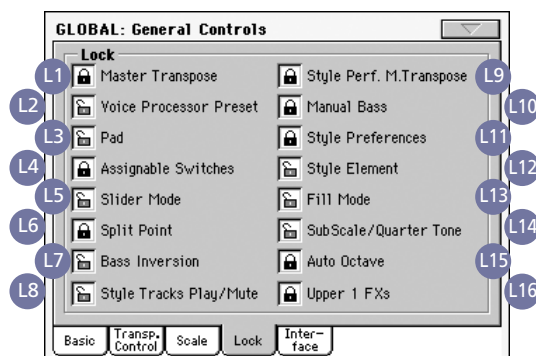 GLOBAL: General Controls
Lock
L1 Master Transpose
L2 Voice Processor Preset
L3 Pad
L4 Assignable Switches
L5 Slider Mode
L6 Split Point
L7 Bass Inversion
L8 Style Tracks Play/Mute
Style Perf. M.Transpose L9
Manual Bass L10
Style Preferences L11
Style Element L12
Fill Mode L13
SubScale/Quarter Tone L14
Auto Octave L15
Upper 1 FXs L16
Basic
Transp.
Control
Scale
Lock
Inter-
face